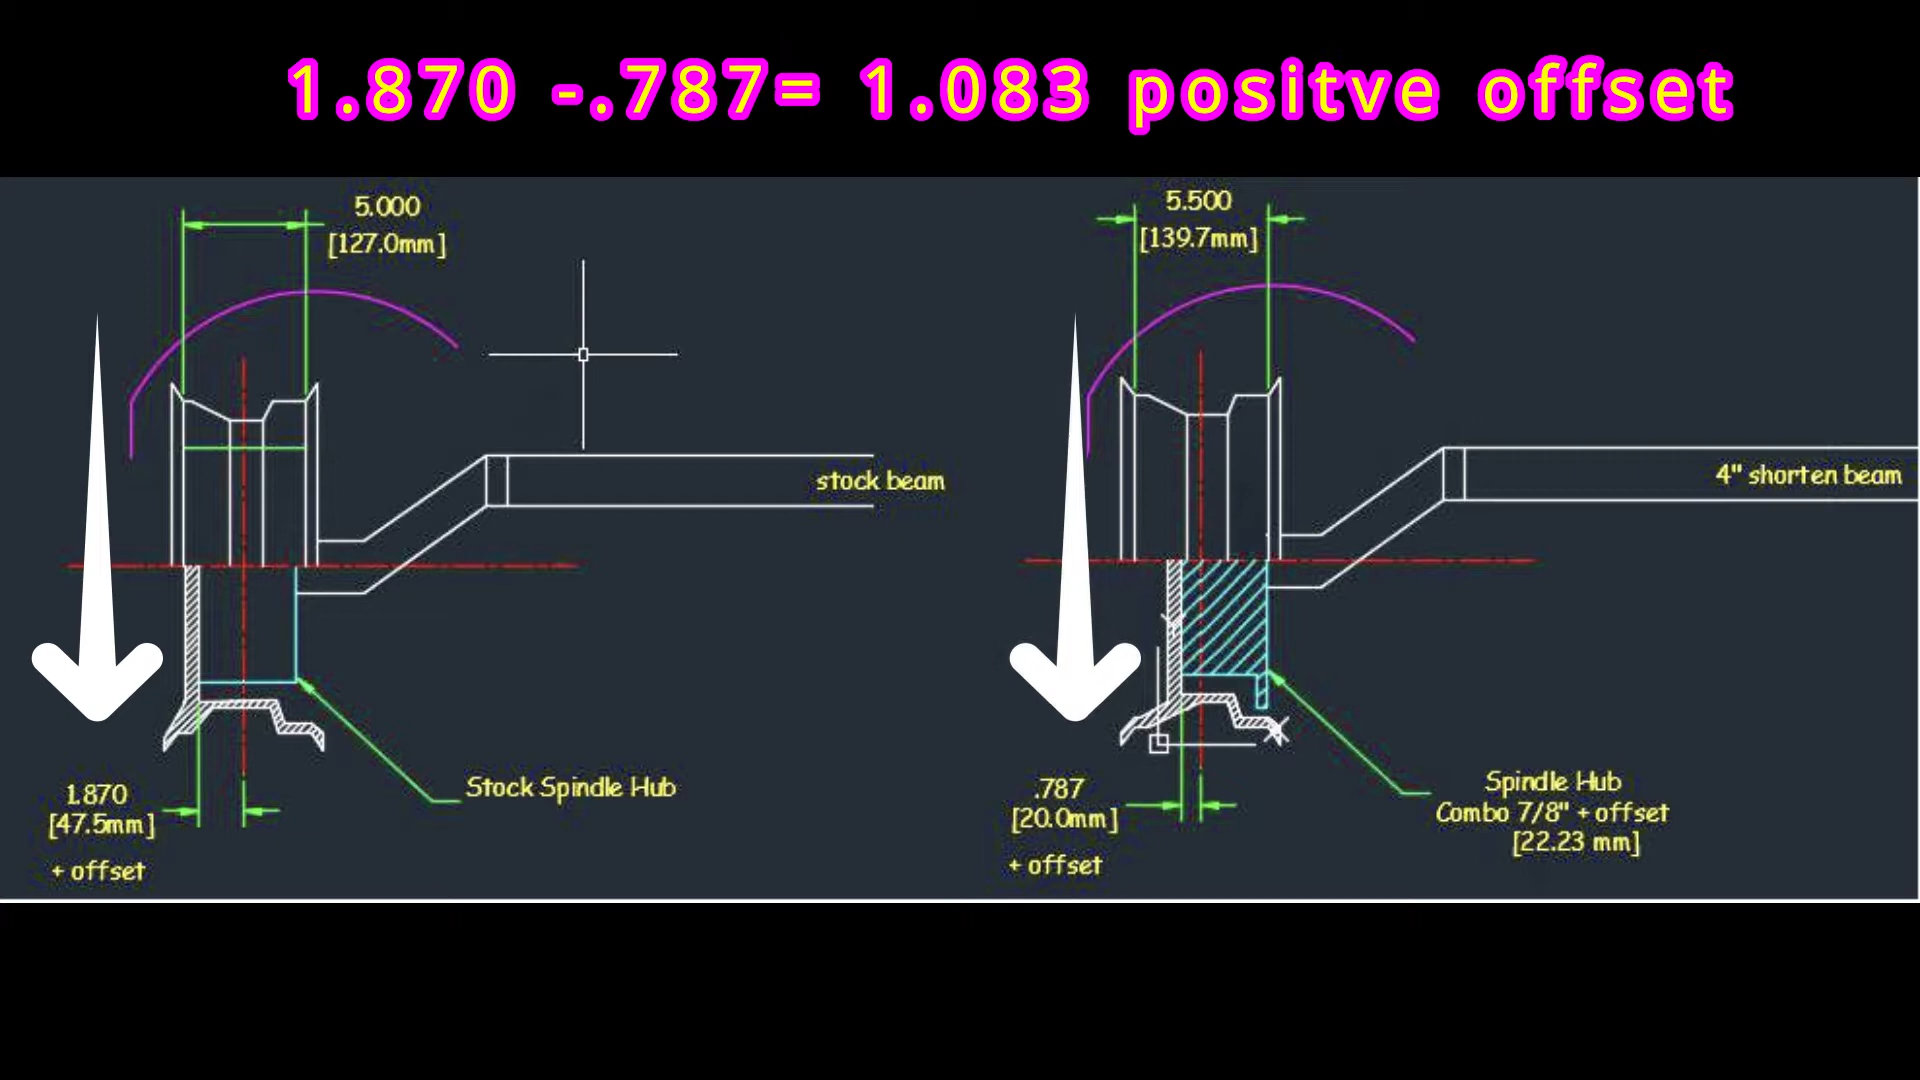 1.870 -.787= 1.083 positve offset
5.000
[127.0mm]
stock beam
Stock Spindle Hub
1.870
[47.5mm]
+ offset
5.500
[139.7mm]
4" shorten beam
.787
[20.0mm]
+ offset
Spindle Hub
Combo 7/8" + offset
[22.23 mm]